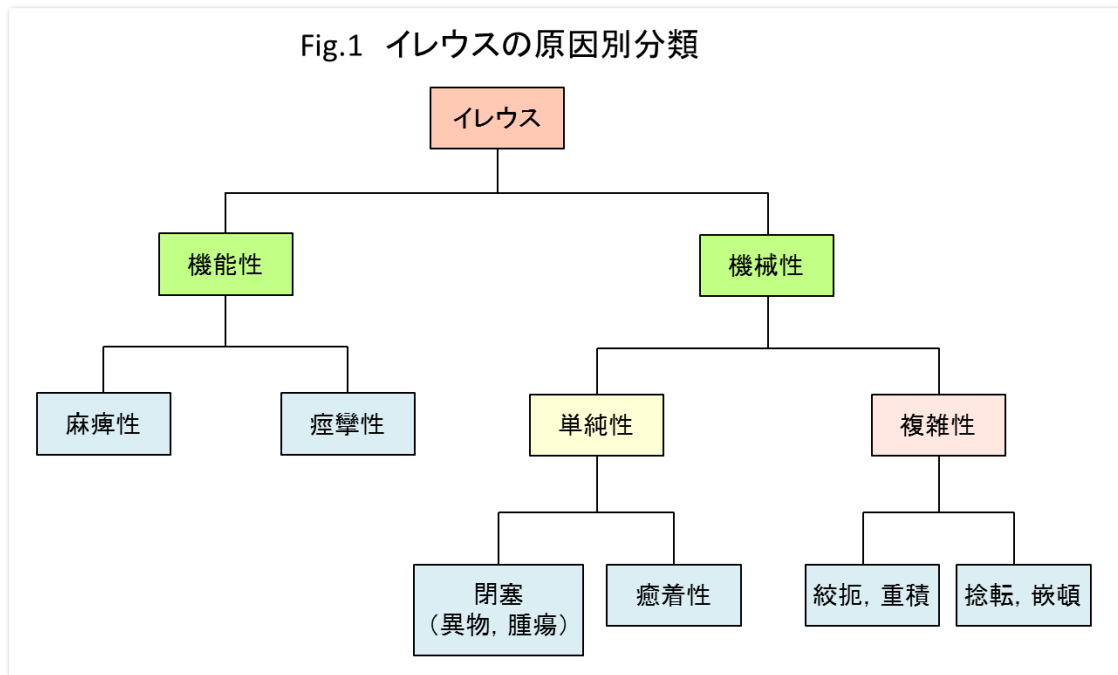 Fig.1 イレウスの原因別分類
イレウス
機能性
機械性
麻痺性
痙攣性
単純性
複雑性
閉塞
（異物, 腫瘍）
癒着性
絞扼, 重積
捻転, 嵌頓